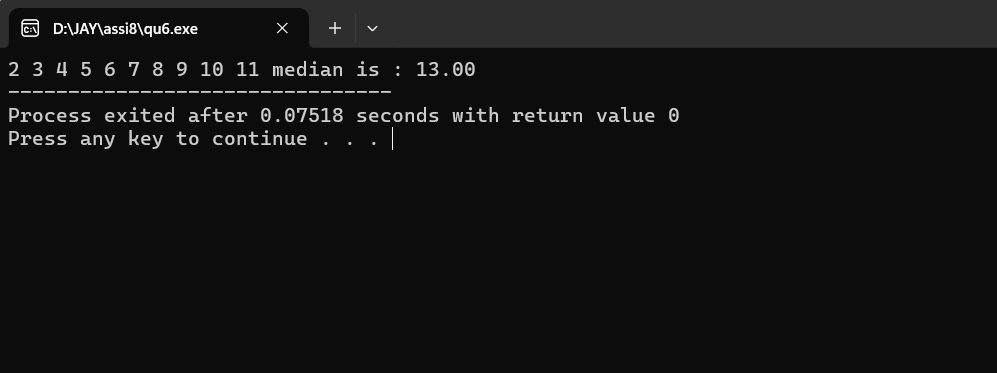 D:\JAY\assi8\qu6.exe
2 3 4 5 6 7 8 9 10 11 median is : 13.00
--------------------------------
Process exited after 0.07518 seconds with return value 0
Press any key to continue . . .